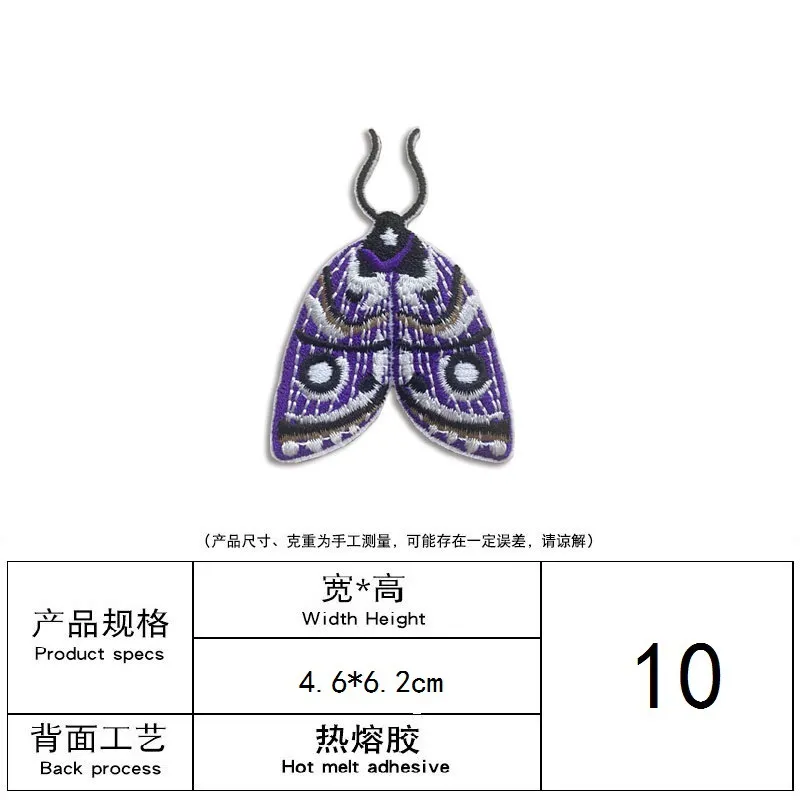 （产品尺寸、克重为手工测量，可能存在一定误差，请谅解）
产品规格
Product specs
宽*高
Width Height
4.6*6.2cm
10
背面工艺
Back process
热熔胶
Hot melt adhesive